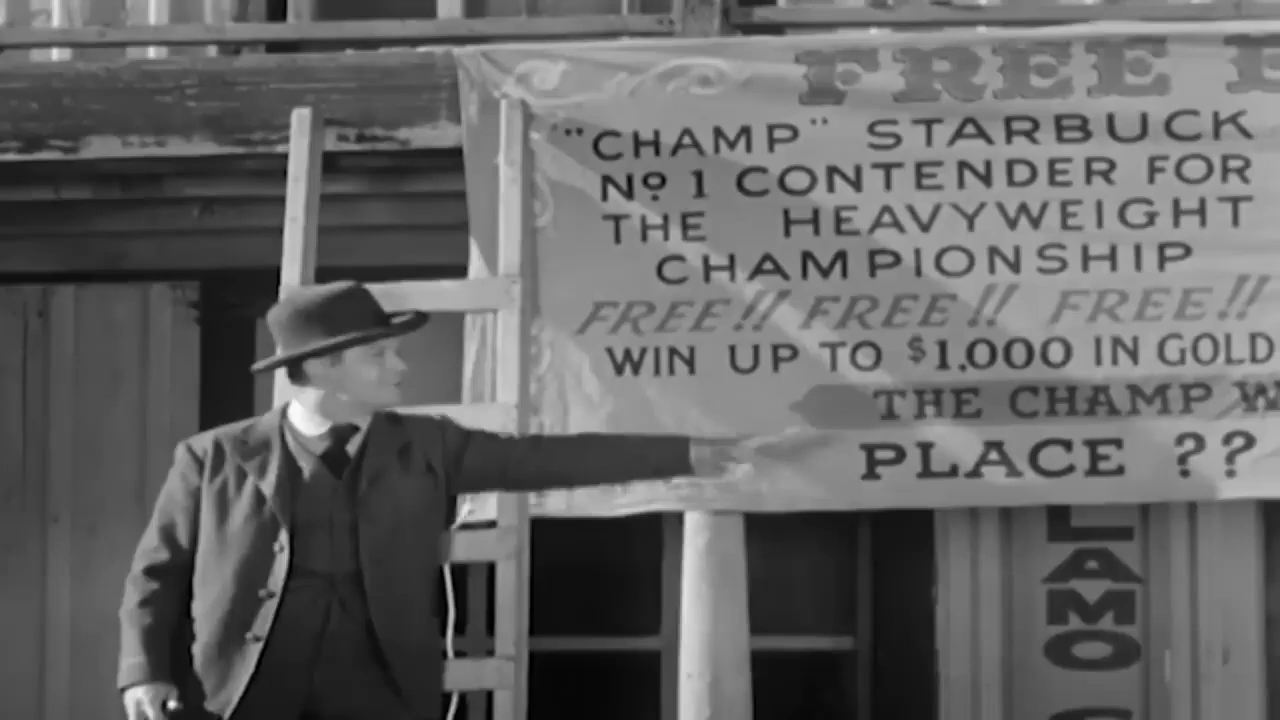 FREE
"CHAMP" STARBUCK
Nº 1 CONTENDER FOR
THE HEAVYWEIGHT
CHAMPIONSHIP
FREE!! FREE!! FREE!!
WIN UP TO $1,000 IN GOLD
THE CHAMP
PLACE ??
LAMO